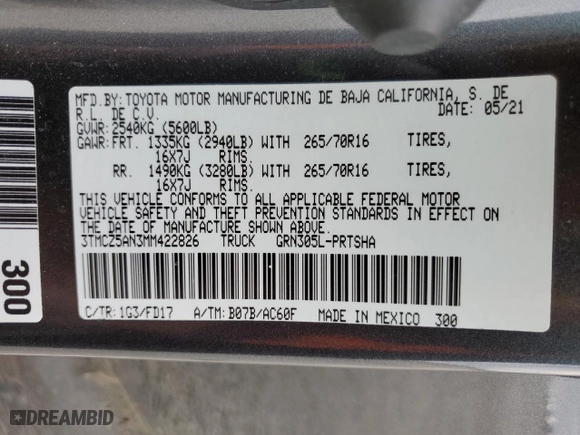 MFD.BY:TOYOTA MOTOR MANUFACTURING DE BAJA CALIFORNIA, S. DE
R.L. DE C.V. DATE: 05/21
GVWR: 2540KG (5600LB)
GAWR: FRT. 1335KG (2940LB) WITH 265/70R16 TIRES,
16X7J RIMS.
RR. 1490KG (3280LB) WITH 265/70R16 TIRES,
16X7J RIMS.
THIS VEHICLE CONFORMS TO ALL APPLICABLE FEDERAL MOTOR
VEHICLE SAFETY AND THEFT PREVENTION STANDARDS IN EFFECT ON
THE DATE OF MANUFACTURE SHOWN ABOVE.
3TMCZ5AN3MM422826 TRUCK GRN305L-PRTSHA
C/TR:1G3/FD17 A/TM:B07B/AC60F MADE IN MEXICO 300
300
DREAMBID